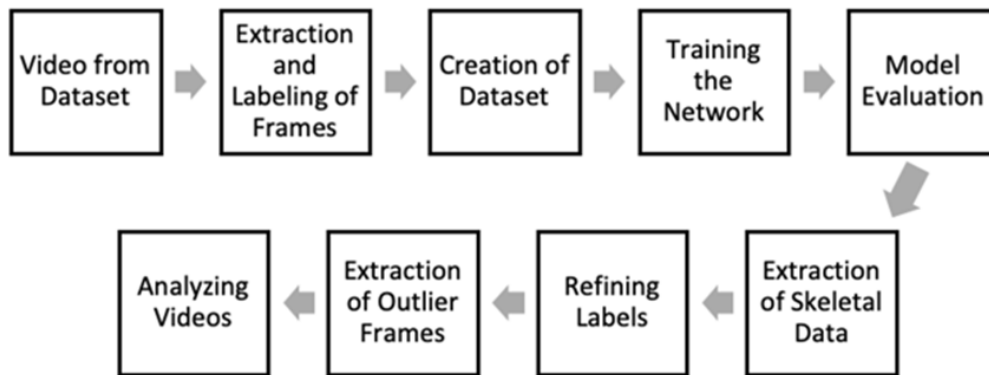 Video from
Dataset
Extraction
and
Labeling of
Frames
Creation of
Dataset
Training
the
Network
Model
Evaluation
Extraction
of Skeletal
Data
Refining
Labels
Extraction
of Outlier
Frames
Analyzing
Videos